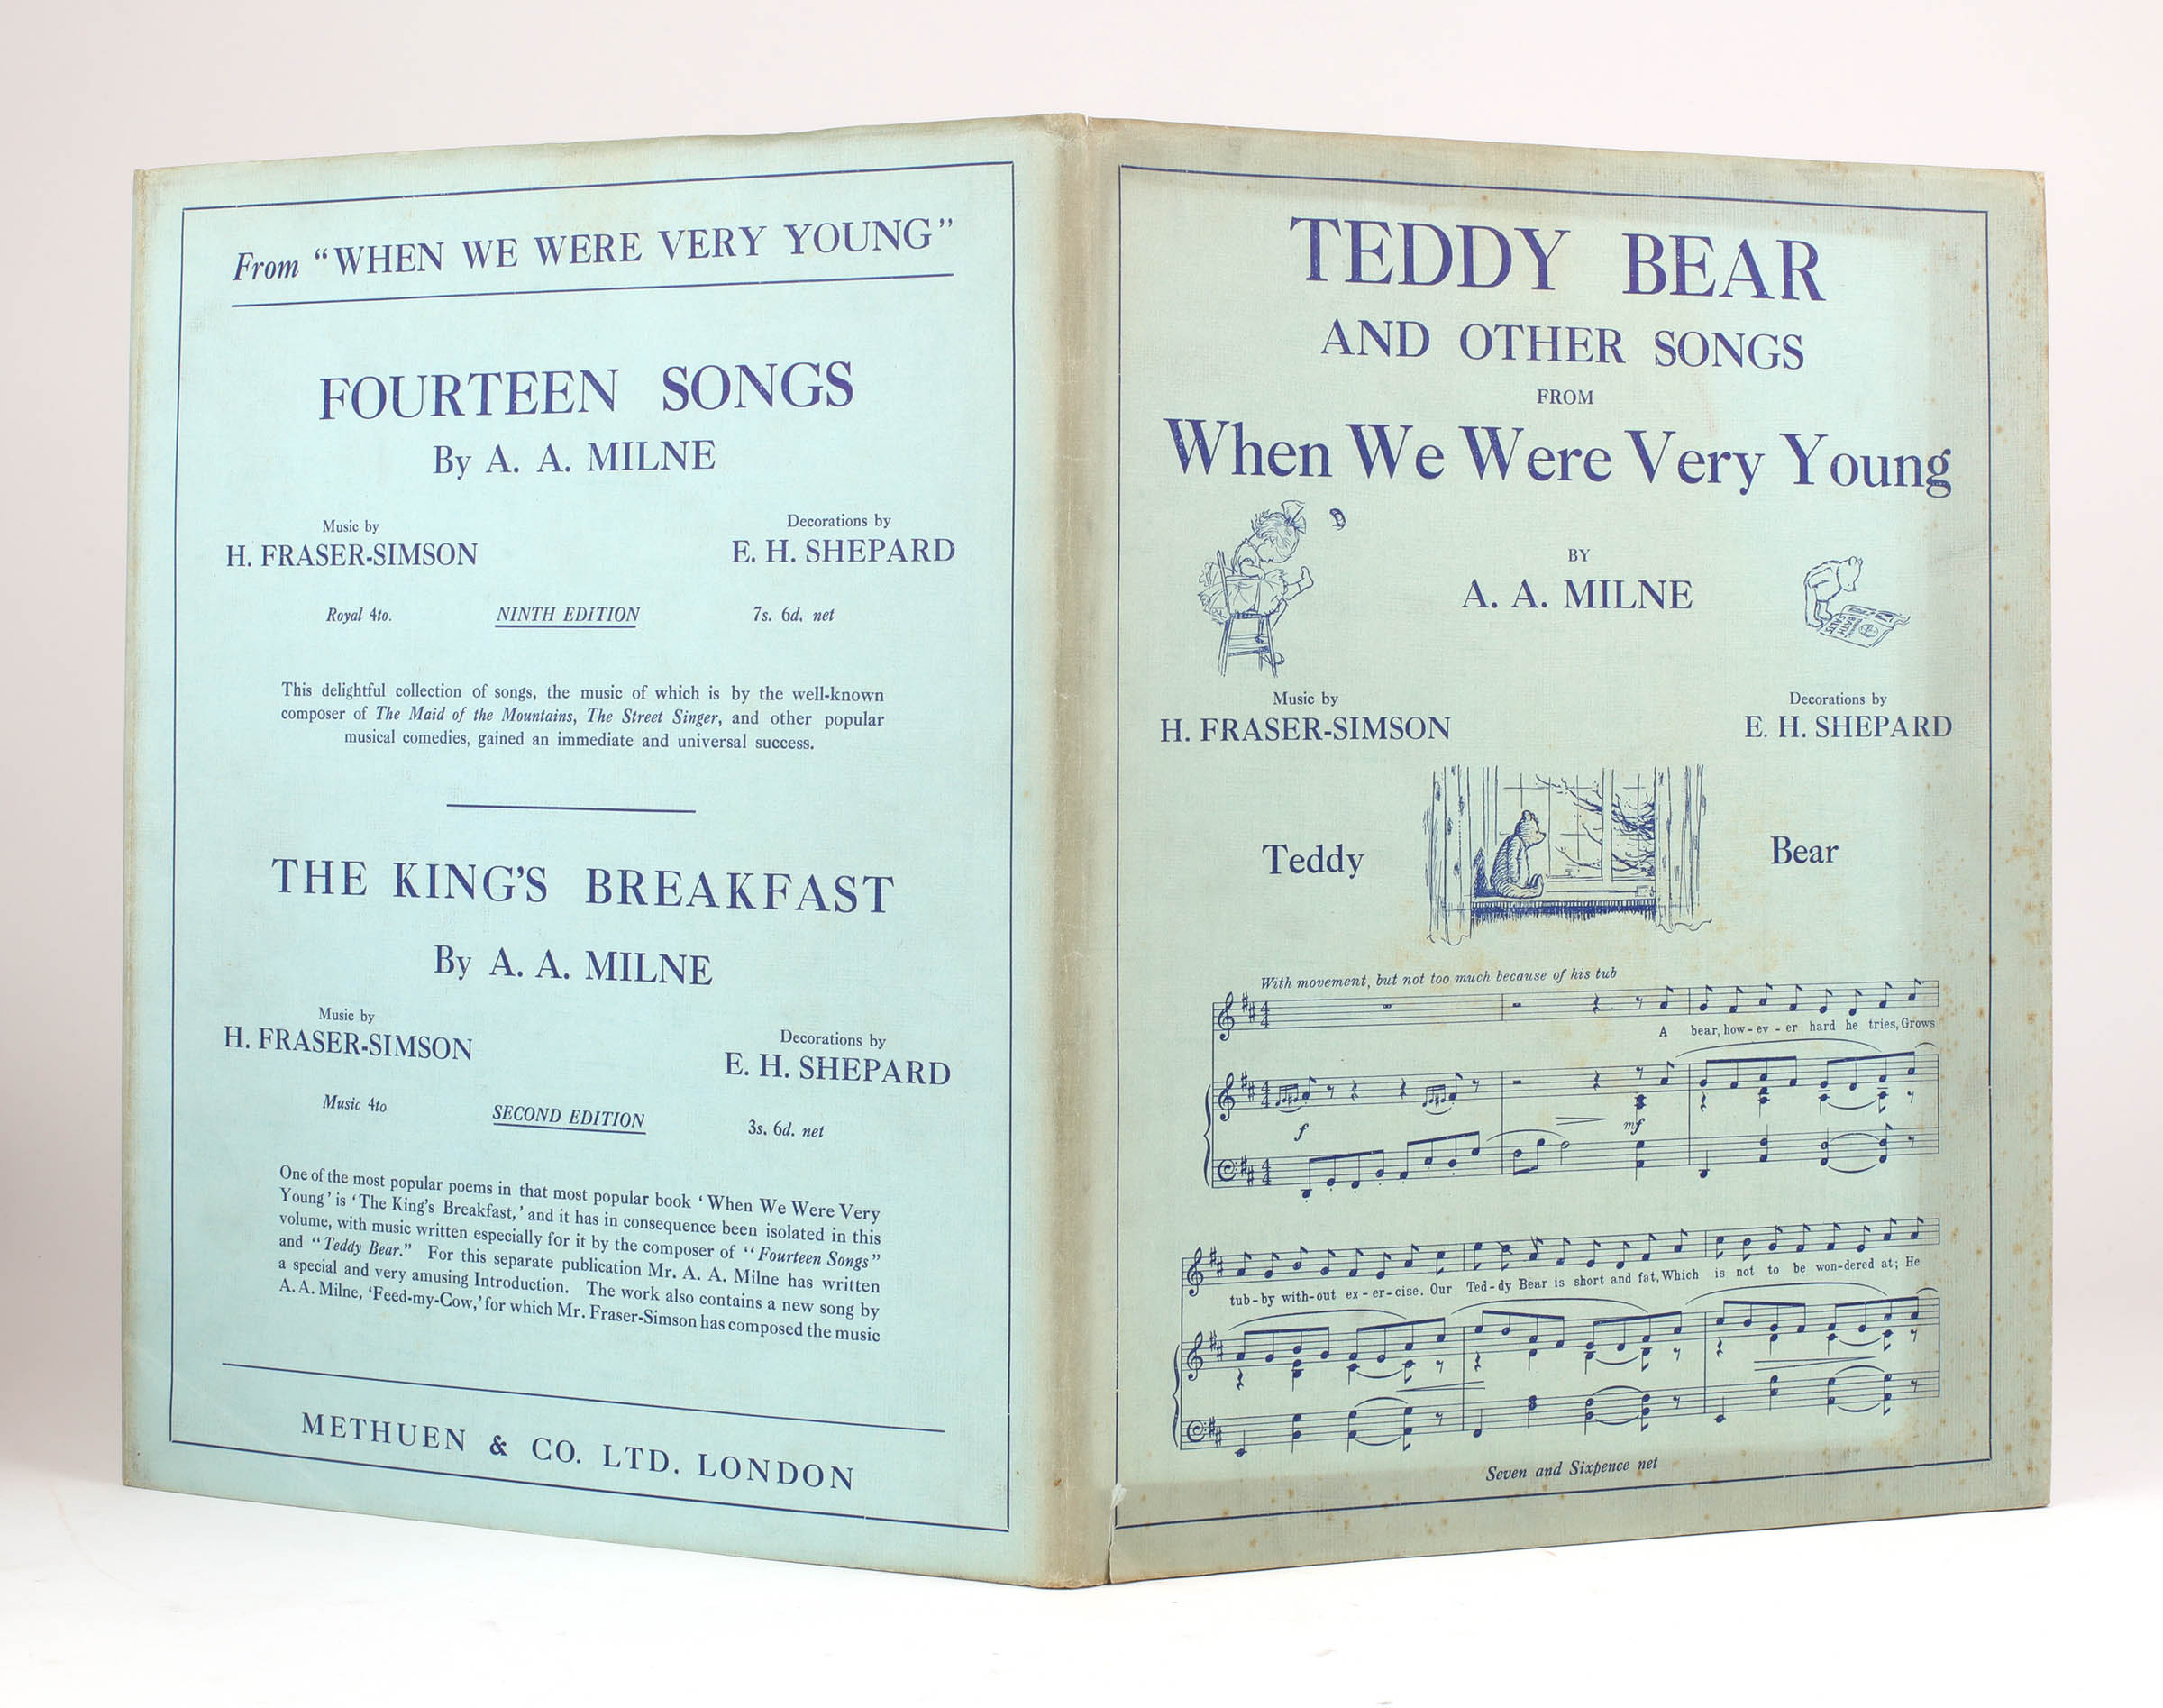 From "WHEN WE WERE VERY YOUNG"
FOURTEEN SONGS
By A. A. MILNE
Music by
H. FRASER-SIMSON
Decorations by
E. H. SHEPARD
Royal 4to. NINTH EDITION 7s. 6d. net
This delightful collection of songs, the music of which is by the well-known
composer of The Maid of the Mountains, The Street Singer, and other popular
musical comedies, gained an immediate and universal success.
THE KING'S BREAKFAST
By A. A. MILNE
Music by
H. FRASER-SIMSON
Decorations by
E. H. SHEPARD
Music 4to SECOND EDITION 3s. 6d. net
One of the most popular poems in that most popular book 'When We Were Very
Young' is 'The King's Breakfast,' and it has in consequence been isolated in this
volume, with music written especially for it by the composer of "Fourteen Songs"
and "Teddy Bear." For this separate publication Mr. A. A. Milne has written
a special and very amusing Introduction. The work also contains a new song by
A. A. Milne, 'Feed-my-Cow,' for which Mr. Fraser-Simson has composed the music
METHUEN & CO. LTD. LONDON
TEDDY BEAR
AND OTHER SONGS
FROM
When We Were Very Young
BY
A. A. MILNE
Music by
H. FRASER-SIMSON
Decorations by
E. H. SHEPARD
Teddy Bear
With movement, but not too much because of his tub
A bear, how-ev-er hard he tries, Grows
f mf
tub-by with-out ex-er-cise. Our Ted-dy Bear is short and fat, Which is not to be won-dered at; He
Seven and Sixpence net